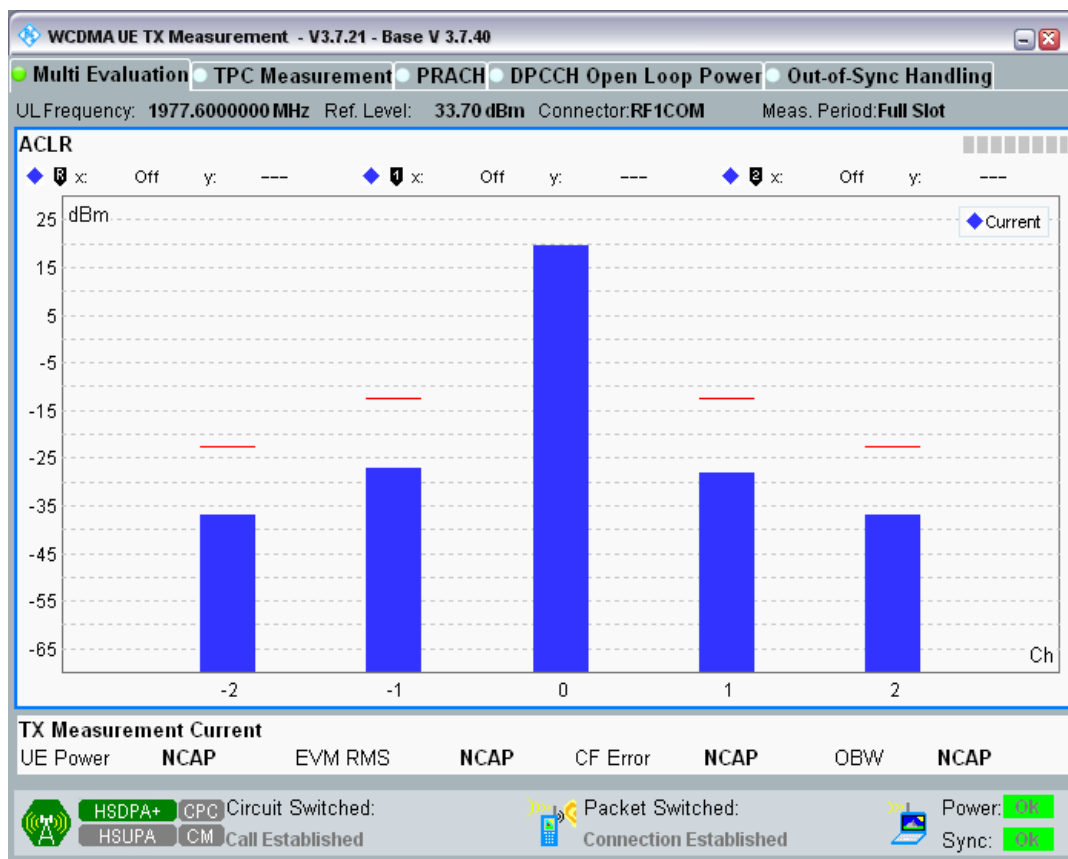 WCDMA UE TX Measurement - V3.7.21 - Base V 3.7.40
Multi Evaluation TPC Measurement PRACH DPCCH Open Loop Power Out-of-Sync Handling
UL Frequency: 1977.6000000 MHz Ref. Level: 33.70 dBm Connector:RF1COM Meas. Period:Full Slot
ACLR
R x: Off y: --- 1 x: Off y: --- 2 x: Off y: ---
25 dBm
Current
15
5
-5
-15
-25
-35
-45
-55
-65
Ch
-2 -1 0 1 2
TX Measurement Current
UE Power NCAP EVM RMS NCAP CF Error NCAP OBW NCAP
HSDPA+ CPC Circuit Switched: Packet Switched: Power: Ok
HSUPA CM Call Established Connection Established Sync: Ok